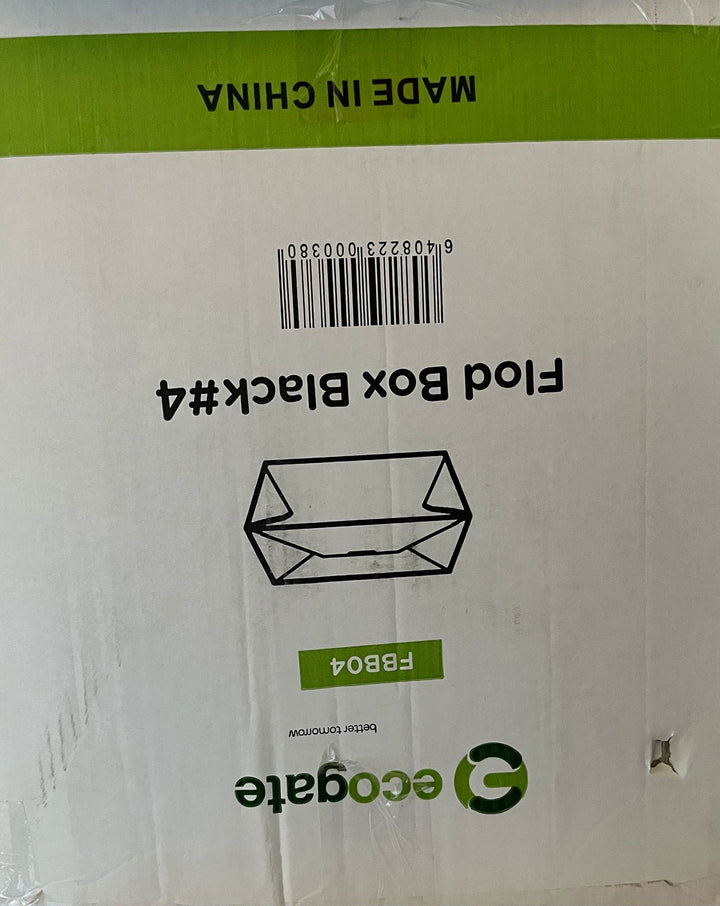 ecogate
better tomorrow
FBB04
Flod Box Black#4
6 408223 000380
MADE IN CHINA